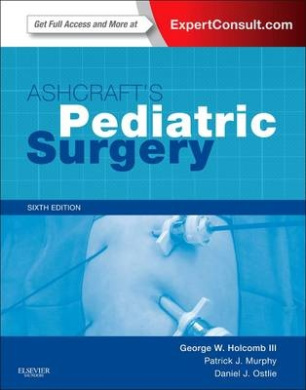 Get Full Access and More at
ExpertConsult.com
ASHCRAFT'S
Pediatric
Surgery
SIXTH EDITION
George W. Holcomb III
Patrick J. Murphy
Daniel J. Ostlie
ELSEVIER